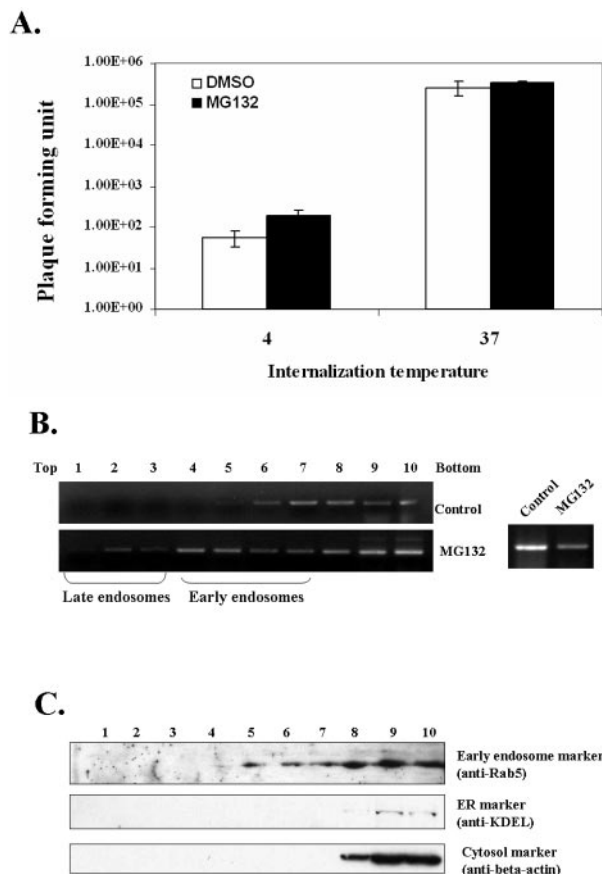 A.
1.00E+06
1.00E+05
1.00E+04
1.00E+03
1.00E+02
1.00E+01
1.00E+00
Plaque forming unit
DMSO
MG132
4 37
Internalization temperature
B.
Top 1 2 3 4 5 6 7 8 9 10 Bottom
Control
MG132
Late endosomes Early endosomes
Control MG132
C.
1 2 3 4 5 6 7 8 9 10
Early endosome marker
(anti-Rab5)
ER marker
(anti-KDEL)
Cytosol marker
(anti-beta-actin)